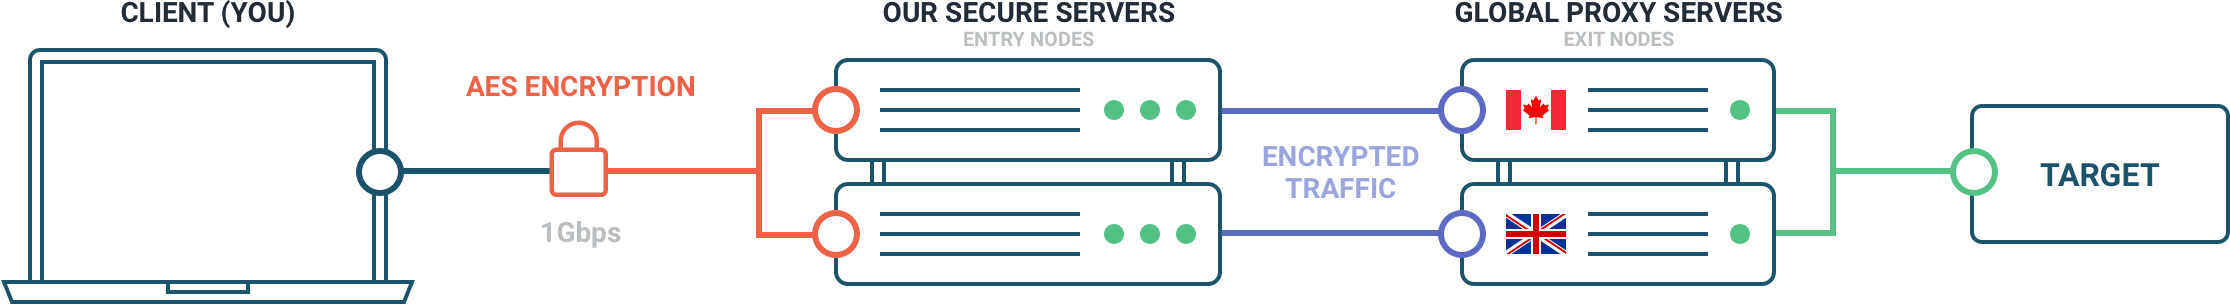 CLIENT (YOU)
OUR SECURE SERVERS
ENTRY NODES
GLOBAL PROXY SERVERS
EXIT NODES
AES ENCRYPTION
1Gbps
ENCRYPTED
TRAFFIC
TARGET